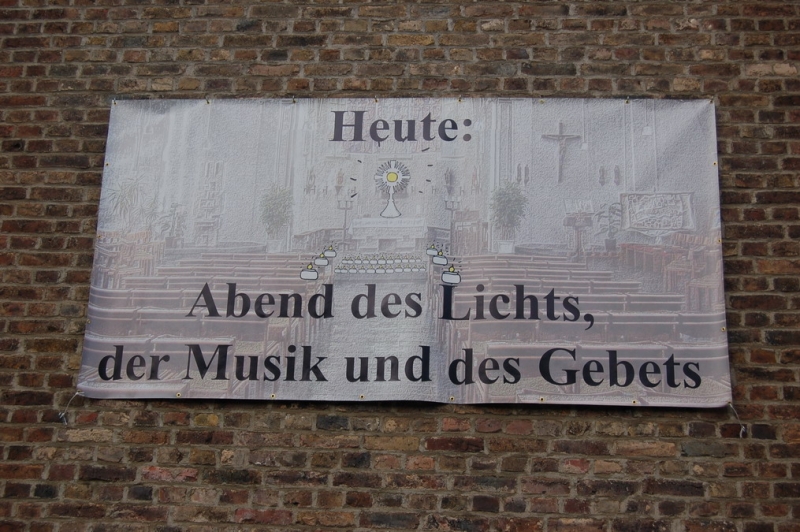 Heute:
Abend des Lichts,
der Musik und des Gebets